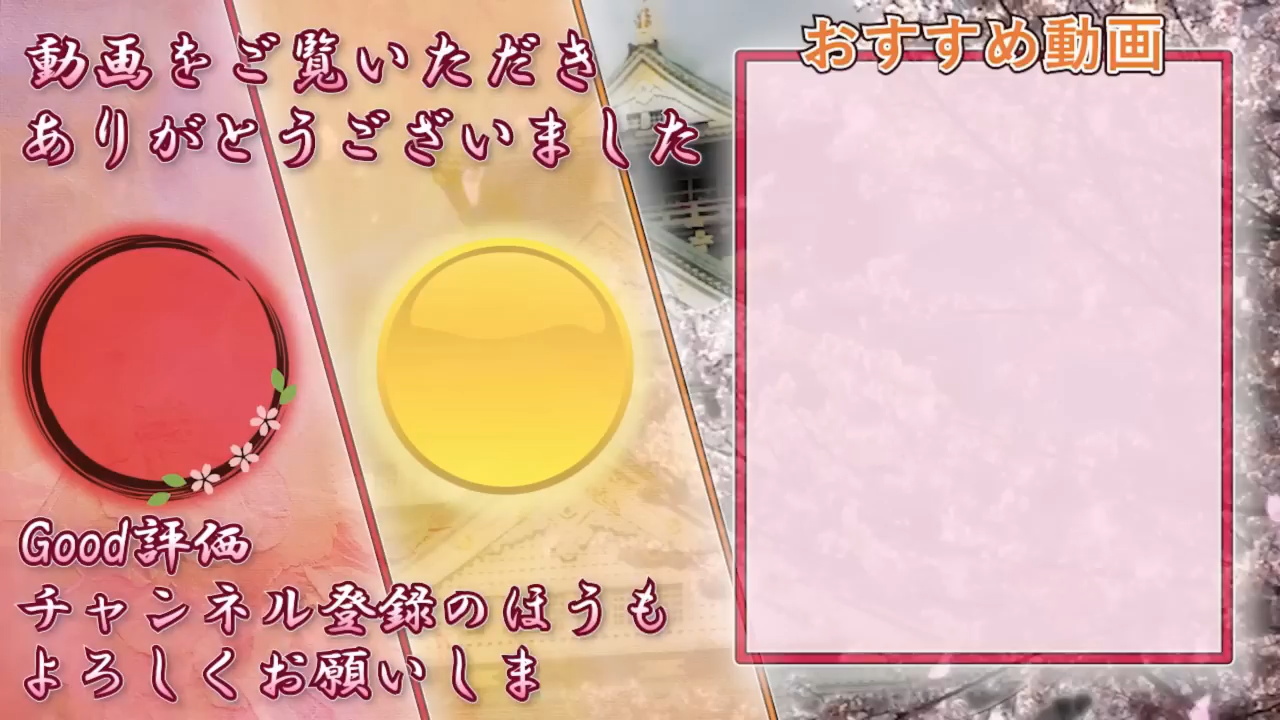 動画をご覧いただき
ありがとうございました
おすすめ動画
Good評価
チャンネル登録のほうも
よろしくお願いしま